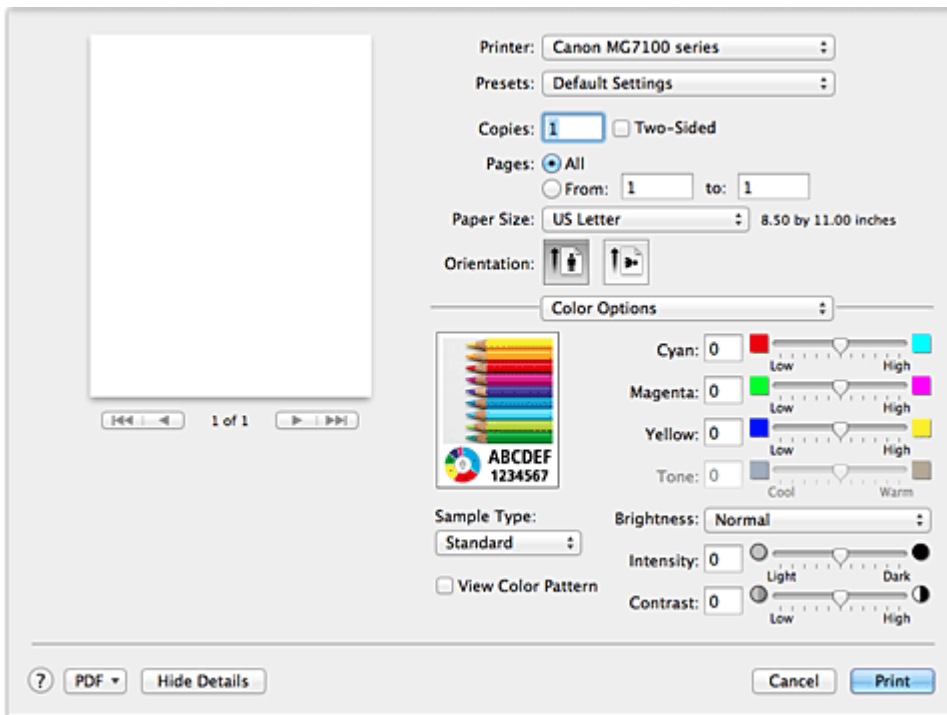 Printer: Canon MG7100 series
Presets: Default Settings
Copies: 1 Two-Sided
Pages: All
From: 1 to: 1
Paper Size: US Letter 8.50 by 11.00 inches
Orientation:
Color Options
1 of 1
ABCDEF
1234567
Cyan: 0
Low High
Magenta: 0
Low High
Yellow: 0
Low High
Tone: 0
Cool Warm
Sample Type:
Standard
View Color Pattern
Brightness: Normal
Intensity: 0
Light Dark
Contrast: 0
Low High
? PDF Hide Details Cancel Print